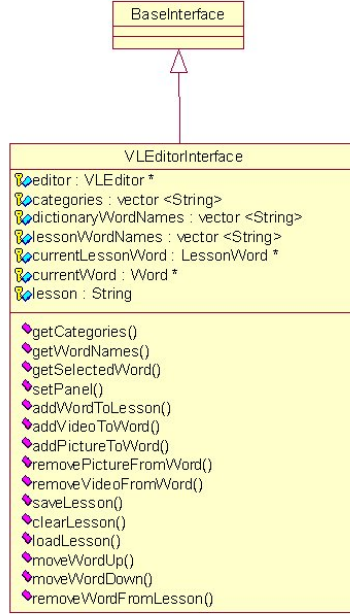 BaseInterface
VLEditorInterface
editor : VLEditor *
categories : vector <String>
dictionaryWordNames : vector <String>
lessonWordNames : vector <String>
currentLessonWord : LessonWord *
currentWord : Word *
lesson : String
getCategories()
getWordNames()
getSelectedWord()
setPanel()
addWordToLesson()
addVideoToWord()
addPictureToWord()
removePictureFromWord()
removeVideoFromWord()
saveLesson()
clearLesson()
loadLesson()
moveWordUp()
moveWordDown()
removeWordFromLesson()